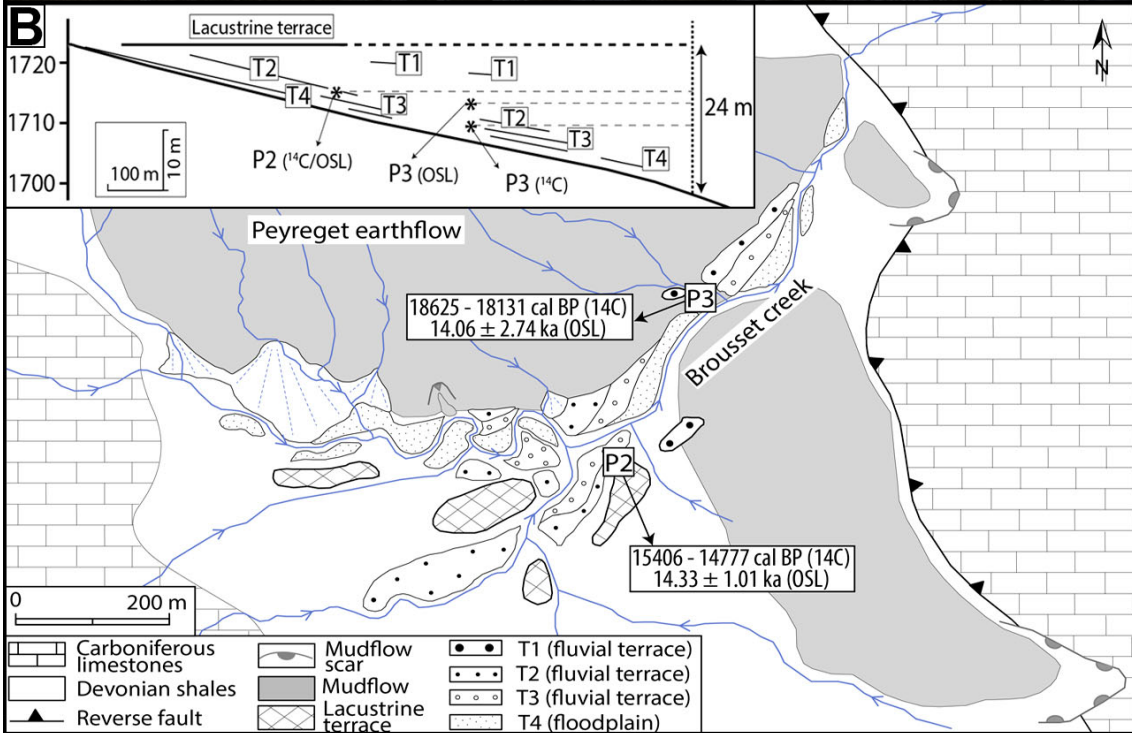 B
Lacustrine terrace
1720
1710
1700
T1
T1
T2
T4
T3
T2
T3
T4
24 m
100 m
10 m
P2 (¹⁴C/OSL)
P3 (OSL)
P3 (¹⁴C)
N
Peyreget earthflow
18625 - 18131 cal BP (14C)
14.06 ± 2.74 ka (OSL)
P3
Brousset creek
P2
15406 - 14777 cal BP (14C)
14.33 ± 1.01 ka (OSL)
0 200 m
Carboniferous
limestones
Devonian shales
Reverse fault
Mudflow
scar
Mudflow
Lacustrine
terrace
T1 (fluvial terrace)
T2 (fluvial terrace)
T3 (fluvial terrace)
T4 (floodplain)